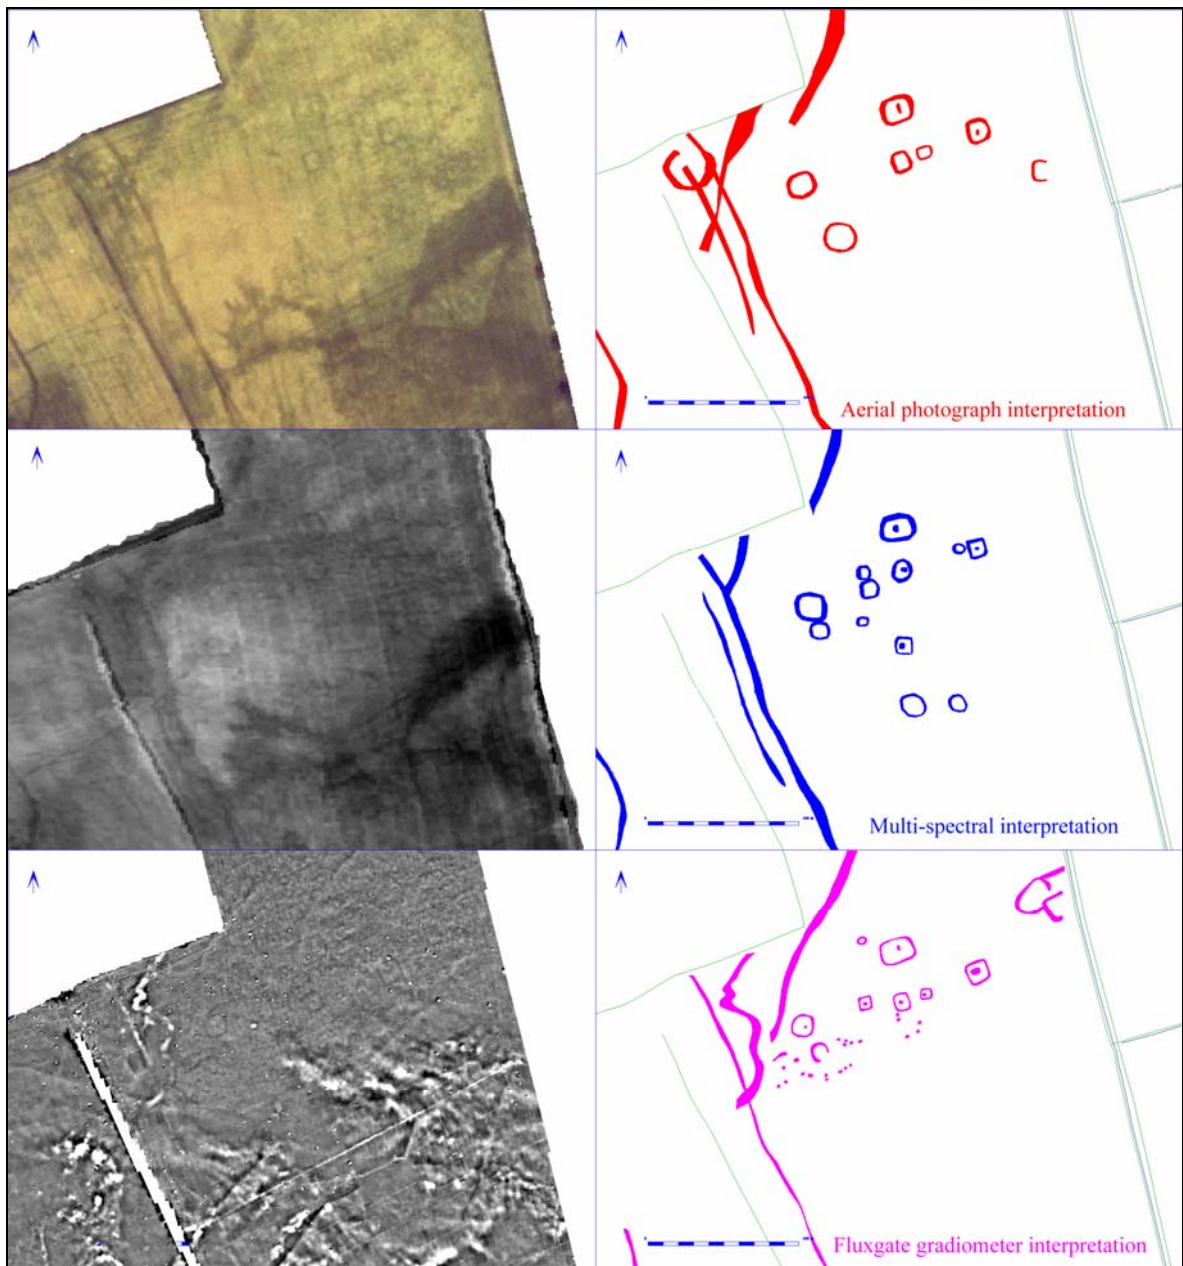 Aerial photograph interpretation
Multi-spectral interpretation
Fluxgate gradiometer interpretation